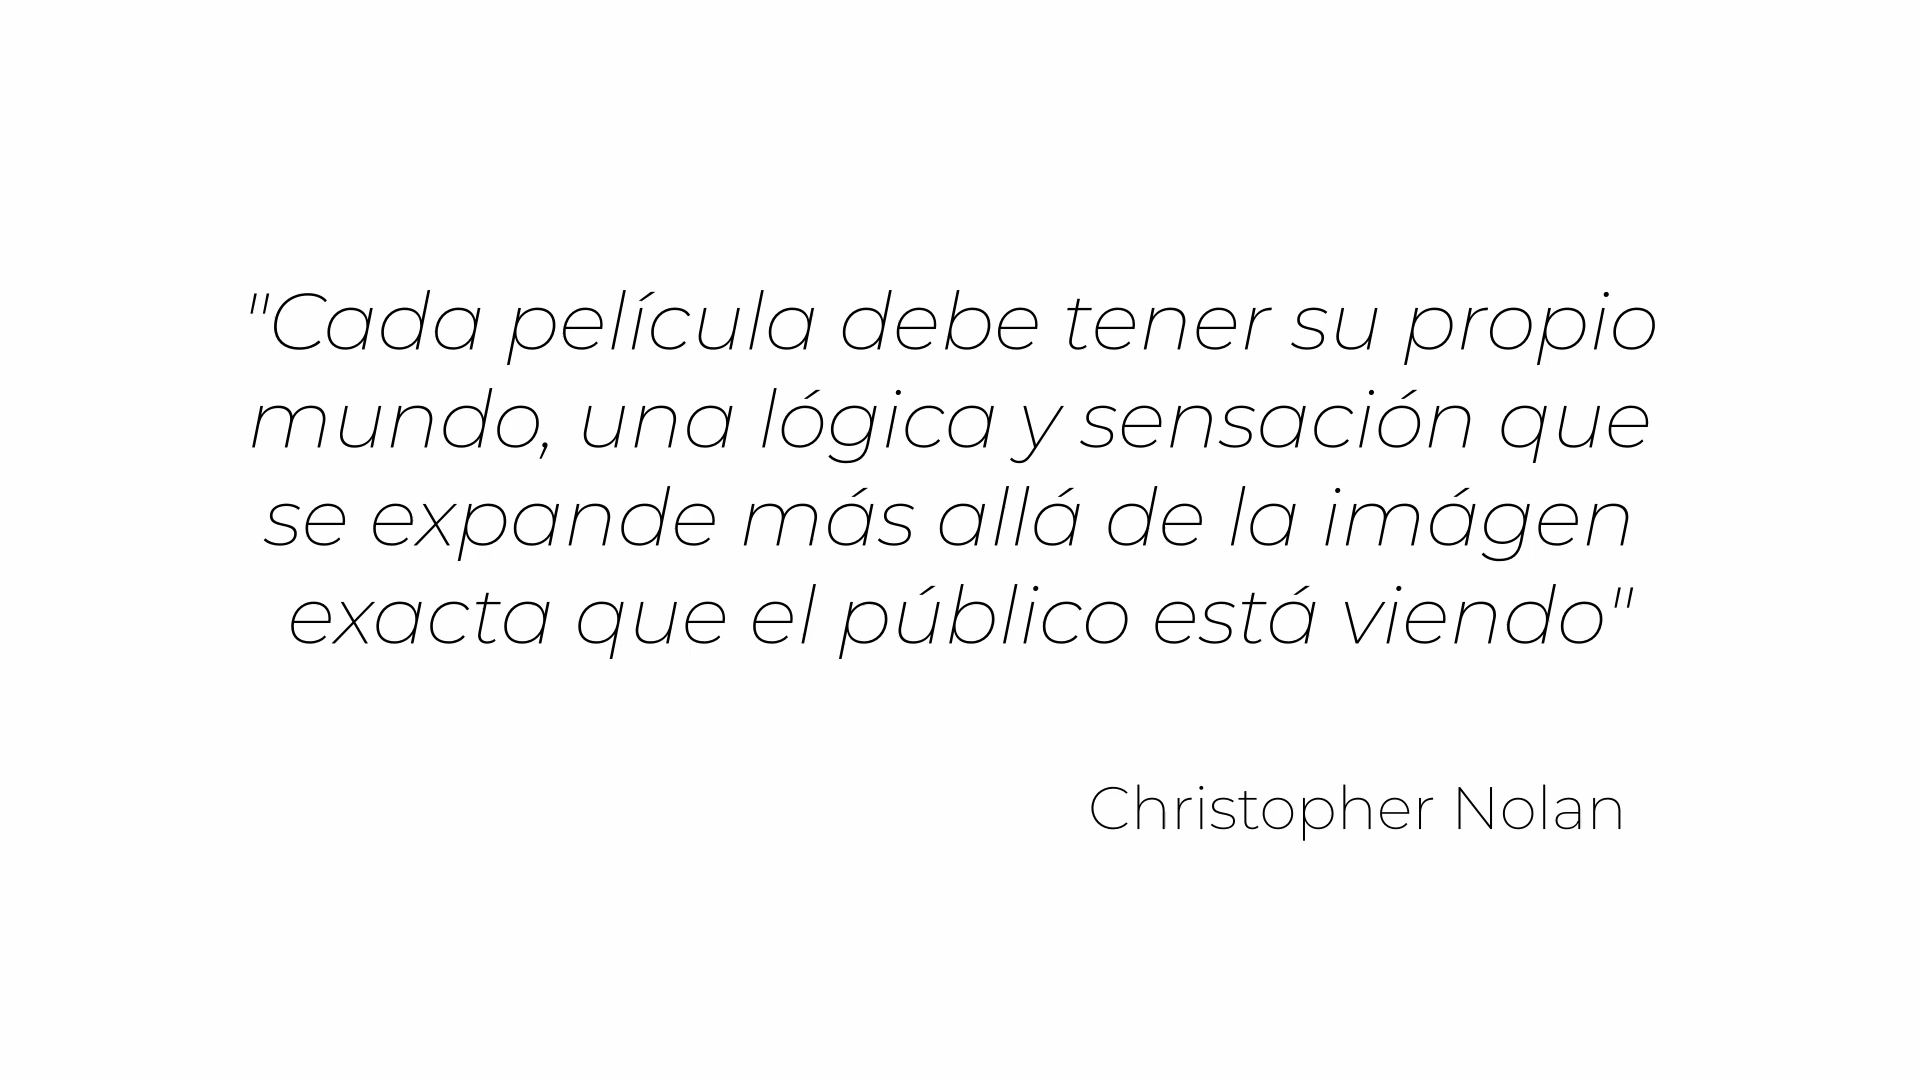 "Cada película debe tener su propio
mundo, una lógica y sensación que
se expande más allá de la imágen
exacta que el público está viendo"
Christopher Nolan